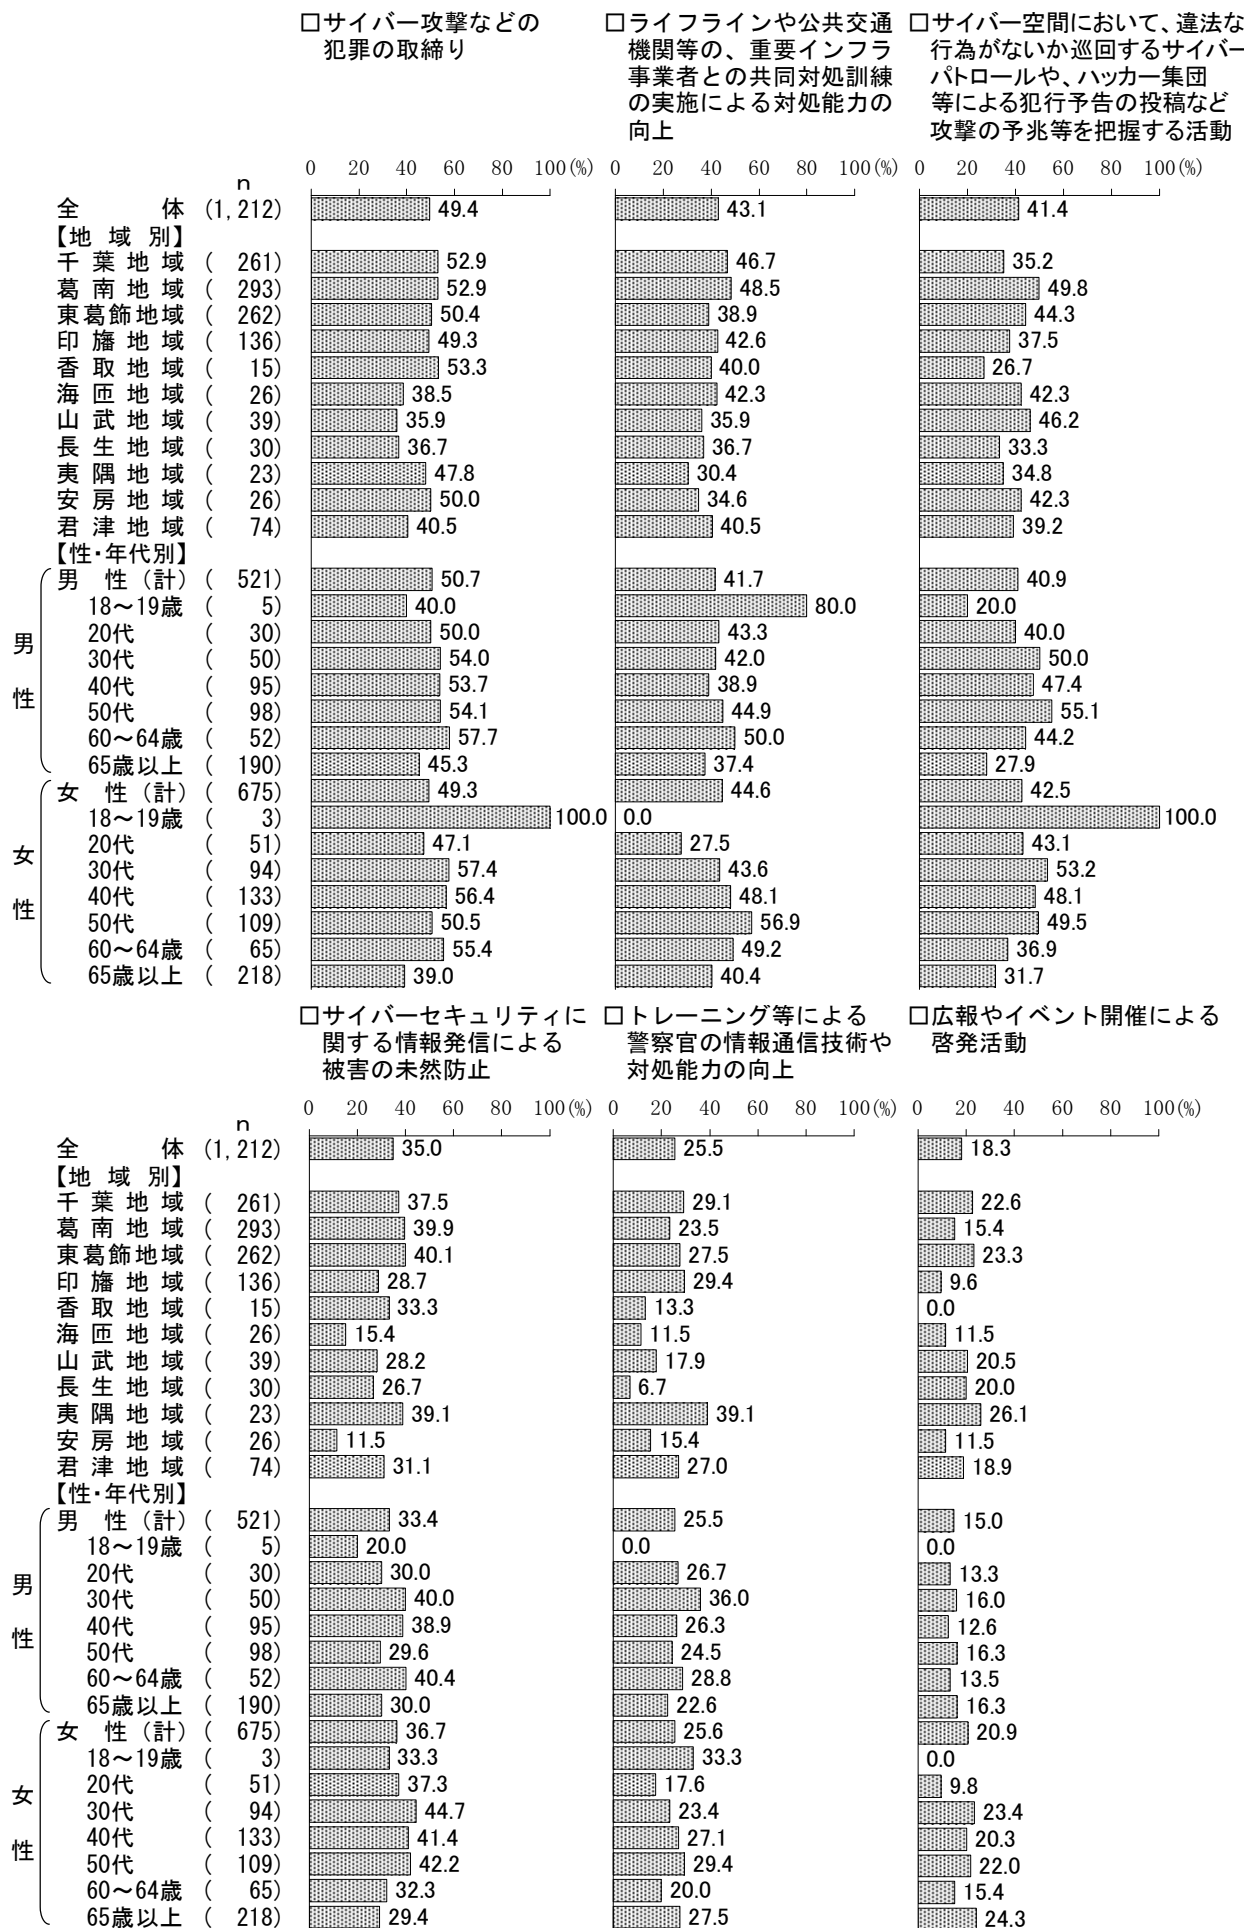 □サイバー攻撃などの
犯罪の取締り
□ライフラインや公共交通
機関等の、重要インフラ
事業者との共同対処訓練
の実施による対処能力の
向上
□サイバー空間において、違法な
行為がないか巡回するサイバー
パトロールや、ハッカー集団
等による犯行予告の投稿など
攻撃の予兆等を把握する活動
0 20 40 60 80 100(%) 0 20 40 60 80 100(%) 0 20 40 60 80 100(%)
n
全体 (1,212) 49.4 43.1 41.4
【地域別】
千葉地域 ( 261) 52.9 46.7 35.2
葛南地域 ( 293) 52.9 48.5 49.8
東葛飾地域 ( 262) 50.4 38.9 44.3
印旛地域 ( 136) 49.3 42.6 37.5
香取地域 ( 15) 53.3 40.0 26.7
海匝地域 ( 26) 38.5 42.3 42.3
山武地域 ( 39) 35.9 35.9 46.2
長生地域 ( 30) 36.7 36.7 33.3
夷隅地域 ( 23) 47.8 30.4 34.8
安房地域 ( 26) 50.0 34.6 42.3
君津地域 ( 74) 40.5 40.5 39.2
【性・年代別】
男性
男性(計) ( 521) 50.7 41.7 40.9
18～19歳 ( 5) 40.0 80.0 20.0
20代 ( 30) 50.0 43.3 40.0
30代 ( 50) 54.0 42.0 50.0
40代 ( 95) 53.7 38.9 47.4
50代 ( 98) 54.1 44.9 55.1
60～64歳 ( 52) 57.7 50.0 44.2
65歳以上 ( 190) 45.3 37.4 27.9
女性
女性(計) ( 675) 49.3 44.6 42.5
18～19歳 ( 3) 100.0 0.0 100.0
20代 ( 51) 47.1 27.5 43.1
30代 ( 94) 57.4 43.6 53.2
40代 ( 133) 56.4 48.1 48.1
50代 ( 109) 50.5 56.9 49.5
60～64歳 ( 65) 55.4 49.2 36.9
65歳以上 ( 218) 39.0 40.4 31.7
□サイバーセキュリティに
関する情報発信による
被害の未然防止
□トレーニング等による
警察官の情報通信技術や
対処能力の向上
□広報やイベント開催による
啓発活動
0 20 40 60 80 100(%) 0 20 40 60 80 100(%) 0 20 40 60 80 100(%)
n
全体 (1,212) 35.0 25.5 18.3
【地域別】
千葉地域 ( 261) 37.5 29.1 22.6
葛南地域 ( 293) 39.9 23.5 15.4
東葛飾地域 ( 262) 40.1 27.5 23.3
印旛地域 ( 136) 28.7 29.4 9.6
香取地域 ( 15) 33.3 13.3 0.0
海匝地域 ( 26) 15.4 11.5 11.5
山武地域 ( 39) 28.2 17.9 20.5
長生地域 ( 30) 26.7 6.7 20.0
夷隅地域 ( 23) 39.1 39.1 26.1
安房地域 ( 26) 11.5 15.4 11.5
君津地域 ( 74) 31.1 27.0 18.9
【性・年代別】
男性
男性(計) ( 521) 33.4 25.5 15.0
18～19歳 ( 5) 20.0 0.0 0.0
20代 ( 30) 30.0 26.7 13.3
30代 ( 50) 40.0 36.0 16.0
40代 ( 95) 38.9 26.3 12.6
50代 ( 98) 29.6 24.5 16.3
60～64歳 ( 52) 40.4 28.8 13.5
65歳以上 ( 190) 30.0 22.6 16.3
女性
女性(計) ( 675) 36.7 25.6 20.9
18～19歳 ( 3) 33.3 33.3 0.0
20代 ( 51) 37.3 17.6 9.8
30代 ( 94) 44.7 23.4 23.4
40代 ( 133) 41.4 27.1 20.3
50代 ( 109) 42.2 29.4 22.0
60～64歳 ( 65) 32.3 20.0 15.4
65歳以上 ( 218) 29.4 27.5 24.3